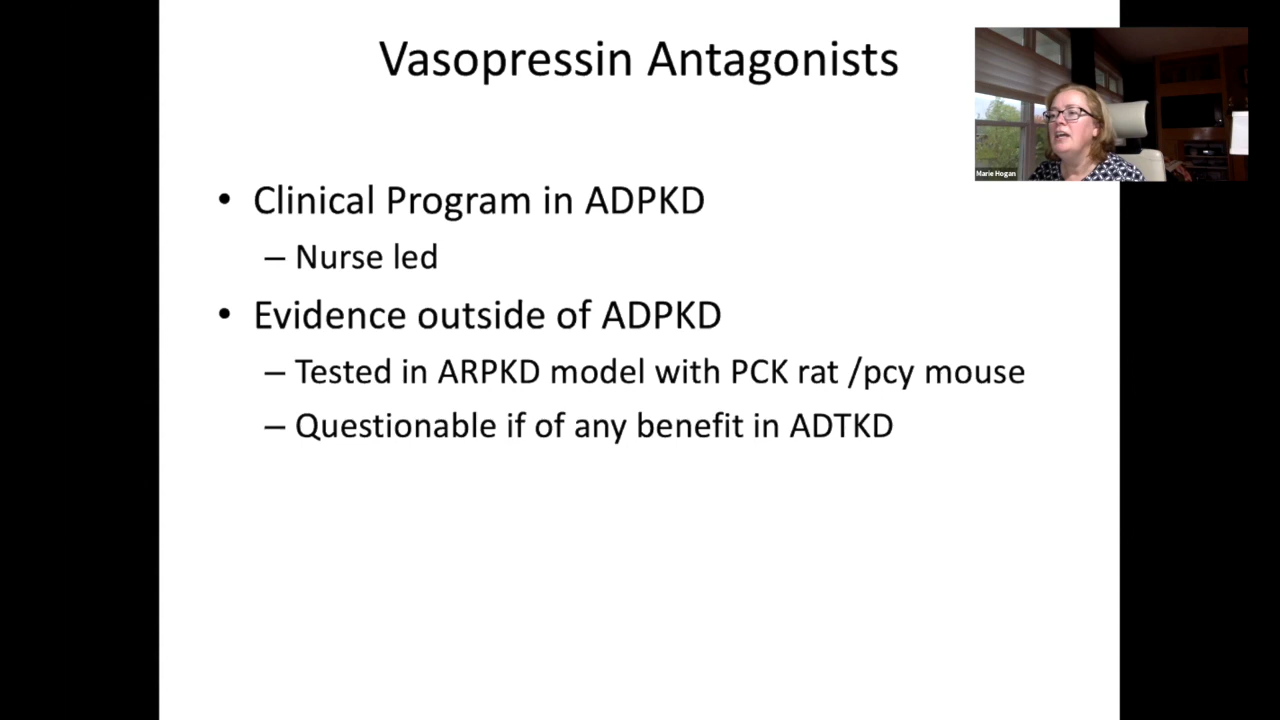 Vasopressin Antagonists
Marie Hogan
• Clinical Program in ADPKD
– Nurse led
• Evidence outside of ADPKD
– Tested in ARPKD model with PCK rat /pcy mouse
– Questionable if of any benefit in ADTKD